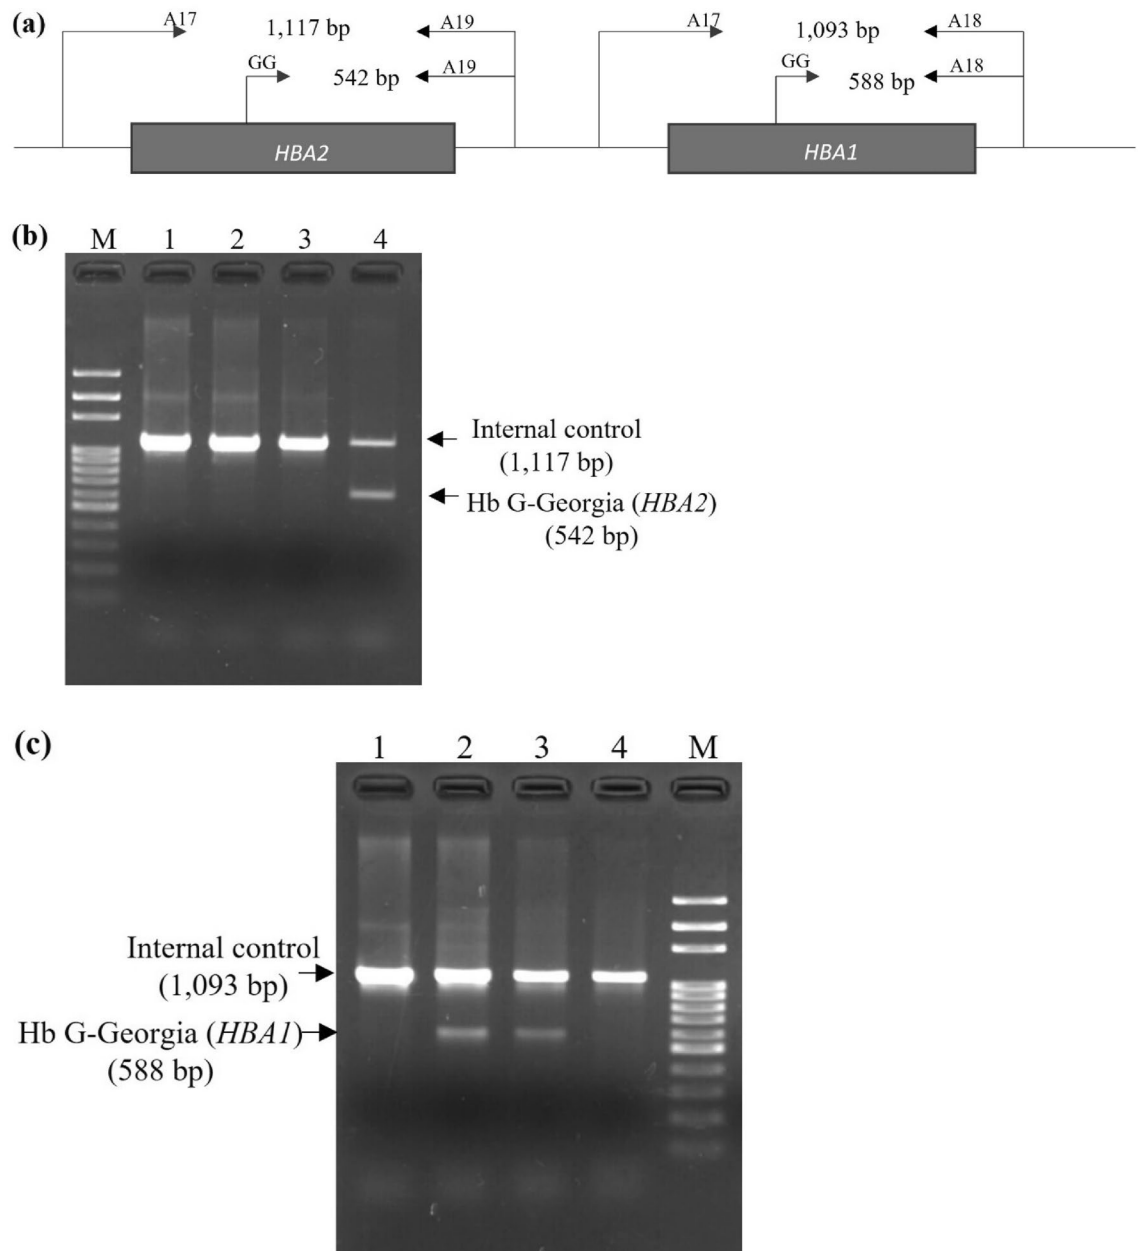 (a)
A17 1,117 bp A19 A17 1,093 bp A18
GG 542 bp A19 GG 588 bp A18
HBA2 HBA1
(b)
M 1 2 3 4
Internal control
(1,117 bp)
Hb G-Georgia (HBA2)
(542 bp)
(c)
1 2 3 4 M
Internal control
(1,093 bp)
Hb G-Georgia (HBA1)
(588 bp)